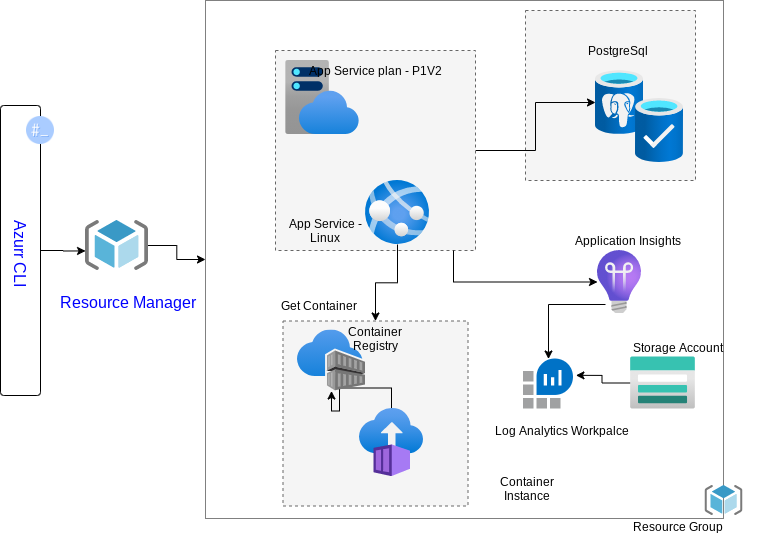 PostgreSql
App Service plan - P1V2
#_
Azurr CLI
App Service -
Linux
Application Insights
Resource Manager
Get Container
Container
Registry
Storage Account
Log Analytics Workpalce
Container
Instance
Resource Group